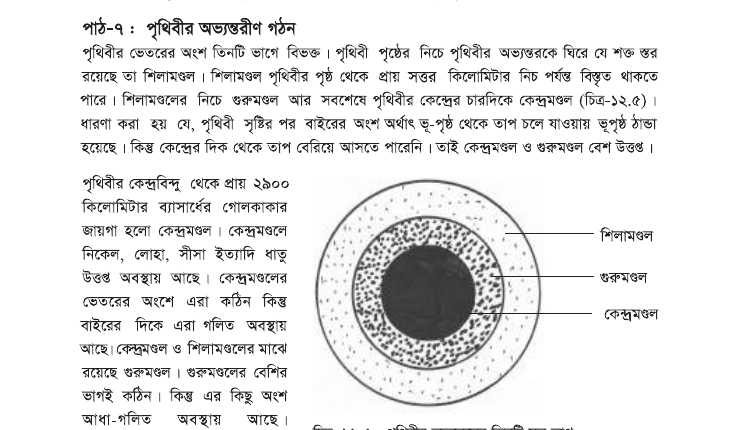 পাঠ-৭ : পৃথিবীর অভ্যন্তরীণ গঠন
পৃথিবীর ভেতরের অংশ তিনটি ভাগে বিভক্ত। পৃথিবী পৃষ্ঠের নিচে পৃথিবীর অভ্যন্তরকে ঘিরে যে শক্ত স্তর
রয়েছে তা শিলামণ্ডল। শিলামণ্ডল পৃথিবীর পৃষ্ঠ থেকে প্রায় সত্তর কিলোমিটার নিচ পর্যন্ত বিস্তৃত থাকতে
পারে। শিলামণ্ডলের নিচে গুরুমণ্ডল আর সবশেষে পৃথিবীর কেন্দ্রের চারদিকে কেন্দ্রমণ্ডল (চিত্র-১২.৫)।
ধারণা করা হয় যে, পৃথিবী সৃষ্টির পর বাইরের অংশ অর্থাৎ ভূ-পৃষ্ঠ থেকে তাপ চলে যাওয়ায় ভূপৃষ্ঠ ঠান্ডা
হয়েছে। কিন্তু কেন্দ্রের দিক থেকে তাপ বেরিয়ে আসতে পারেনি। তাই কেন্দ্রমণ্ডল ও গুরুমণ্ডল বেশ উত্তপ্ত।
পৃথিবীর কেন্দ্রবিন্দু থেকে প্রায় ২৯০০
কিলোমিটার ব্যাসার্ধের গোলকাকার
জায়গা হলো কেন্দ্রমণ্ডল। কেন্দ্রমণ্ডলে
নিকেল, লোহা, সীসা ইত্যাদি ধাতু
উত্তপ্ত অবস্থায় আছে। কেন্দ্রমণ্ডলের
ভেতরের অংশে এরা কঠিন কিন্তু
বাইরের দিকে এরা গলিত অবস্থায়
আছে। কেন্দ্রমণ্ডল ও শিলামণ্ডলের মাঝে
রয়েছে গুরুমণ্ডল। গুরুমণ্ডলের বেশির
ভাগই কঠিন। কিন্তু এর কিছু অংশ
আধা-গলিত অবস্থায় আছে।
শিলামণ্ডল
গুরুমণ্ডল
কেন্দ্রমণ্ডল